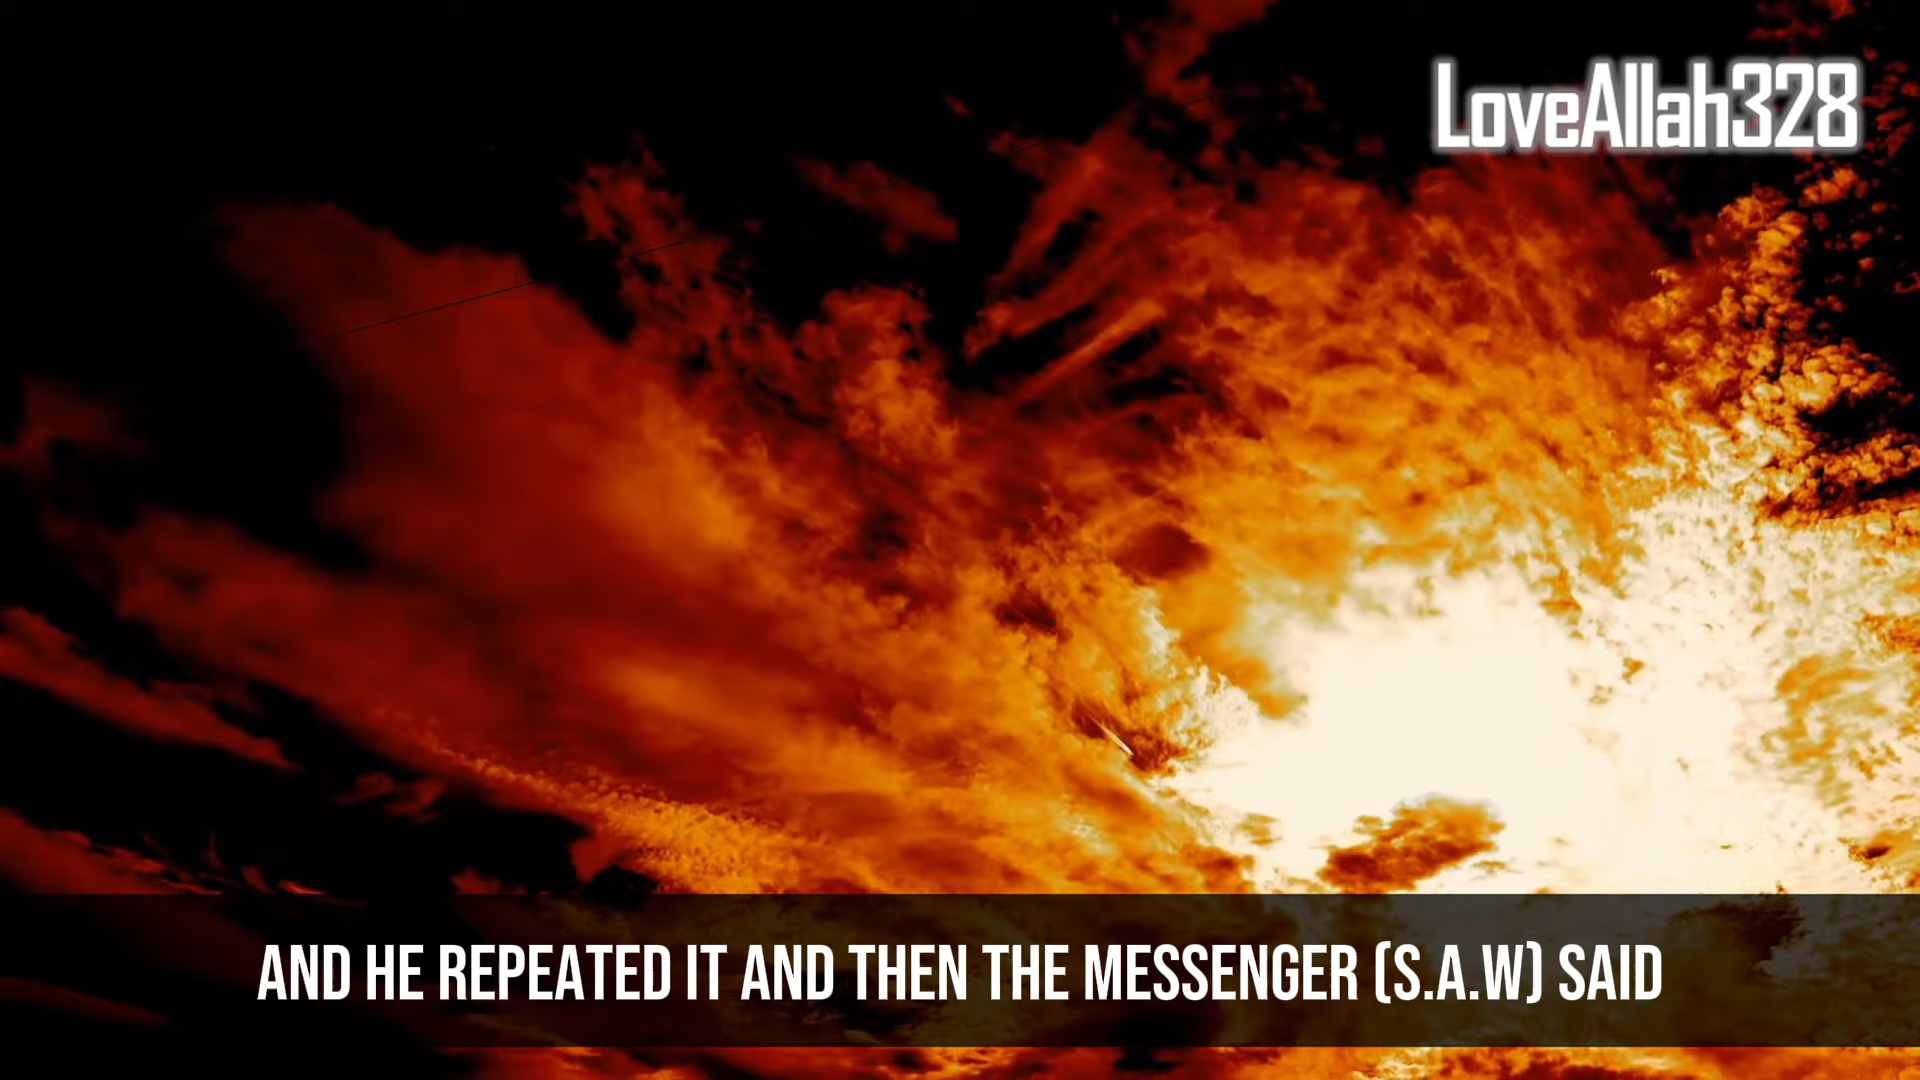 LoveAllah328
AND HE REPEATED IT AND THEN THE MESSENGER (S.A.W) SAID